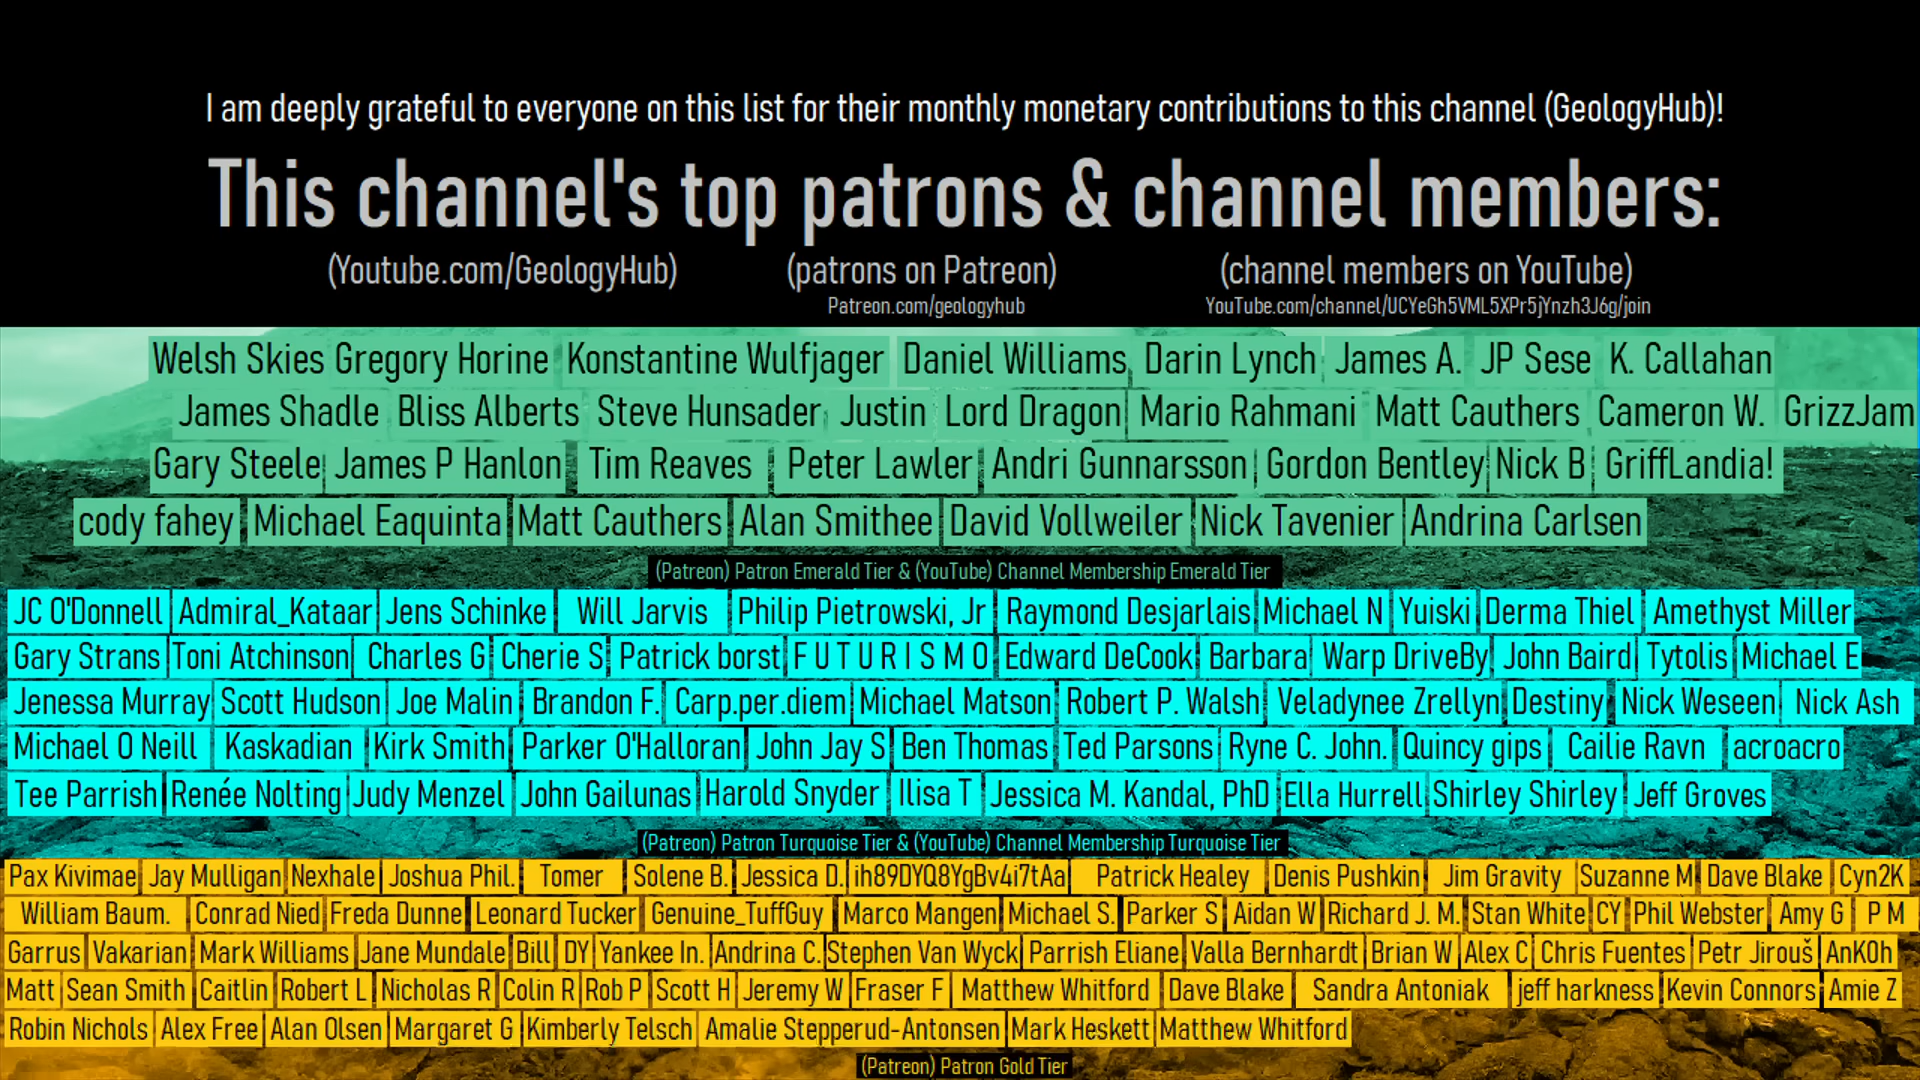 I am deeply grateful to everyone on this list for their monthly monetary contributions to this channel (GeologyHub)!
This channel's top patrons & channel members:
(Youtube.com/GeologyHub) (patrons on Patreon) (channel members on YouTube)
Patreon.com/geologyhub YouTube.com/channel/UCYeGh5VML5XPr5jYnzh3J6g/join
Welsh Skies Gregory Horine Konstantine Wulfjager Daniel Williams Darin Lynch James A. JP Sese K. Callahan
James Shadle Bliss Alberts Steve Hunsader Justin Lord Dragon Mario Rahmani Matt Cauthers Cameron W. GrizzJam
Gary Steele James P Hanlon Tim Reaves Peter Lawler Andri Gunnarsson Gordon Bentley Nick B GriffLandia!
cody fahey Michael Eaquinta Matt Cauthers Alan Smithee David Vollweiler Nick Tavenier Andrina Carlsen
(Patreon) Patron Emerald Tier & (YouTube) Channel Membership Emerald Tier
JC O'Donnell Admiral_Kataar Jens Schinke Will Jarvis Philip Pietrowski, Jr Raymond Desjarlais Michael N Yuiski Derma Thiel Amethyst Miller
Gary Strans Toni Atchinson Charles G Cherie S Patrick borst F U T U R I S M O Edward DeCook Barbara Warp DriveBy John Baird Tytolis Michael E
Jenessa Murray Scott Hudson Joe Malin Brandon F. Carp.per.diem Michael Matson Robert P. Walsh Veladynee Zrellyn Destiny Nick Weseen Nick Ash
Michael O Neill Kaskadian Kirk Smith Parker O'Halloran John Jay S Ben Thomas Ted Parsons Ryne C. John. Quincy gips Cailie Ravn acroacro
Tee Parrish Renée Nolting Judy Menzel John Gailunas Harold Snyder Ilisa T Jessica M. Kandal, PhD Ella Hurrell Shirley Shirley Jeff Groves
(Patreon) Patron Turquoise Tier & (YouTube) Channel Membership Turquoise Tier
Pax Kivimae Jay Mulligan Nexhale Joshua Phil. Tomer Solene B. Jessica D. ih89DYQ8YgBv4i7tAa Patrick Healey Denis Pushkin Jim Gravity Suzanne M Dave Blake Cyn2K
William Baum. Conrad Nied Freda Dunne Leonard Tucker Genuine_TuffGuy Marco Mangen Michael S. Parker S Aidan W Richard J. M. Stan White CY Phil Webster Amy G P M
Garrus Vakarian Mark Williams Jane Mundale Bill DY Yankee In. Andrina C. Stephen Van Wyck Parrish Eliane Valla Bernhardt Brian W Alex C Chris Fuentes Petr Jirouš AnK0h
Matt Sean Smith Caitlin Robert L Nicholas R Colin R Rob P Scott H Jeremy W Fraser F Matthew Whitford Dave Blake Sandra Antoniak jeff harkness Kevin Connors Amie Z
Robin Nichols Alex Free Alan Olsen Margaret G Kimberly Telsch Amalie Stepperud-Antonsen Mark Heskett Matthew Whitford
(Patreon) Patron Gold Tier